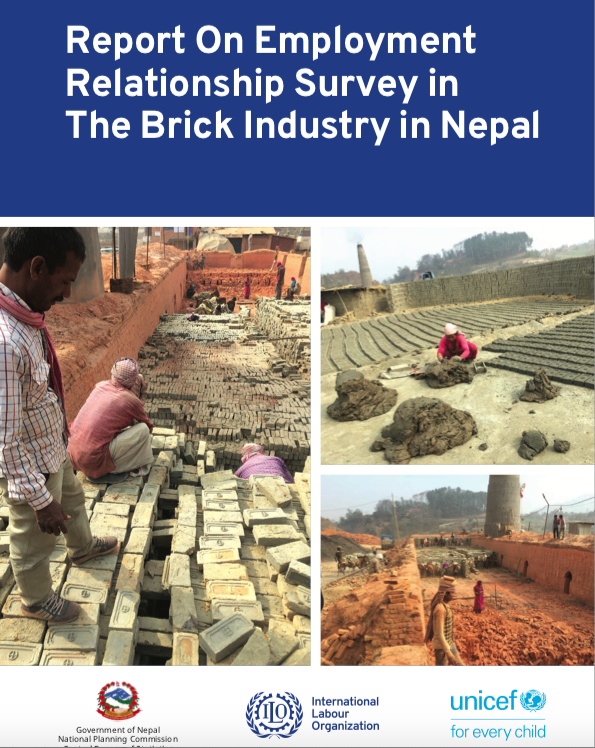 Report On Employment
Relationship Survey in
The Brick Industry in Nepal
Government of Nepal
National Planning Commission
ILO
International
Labour
Organization
unicef
for every child